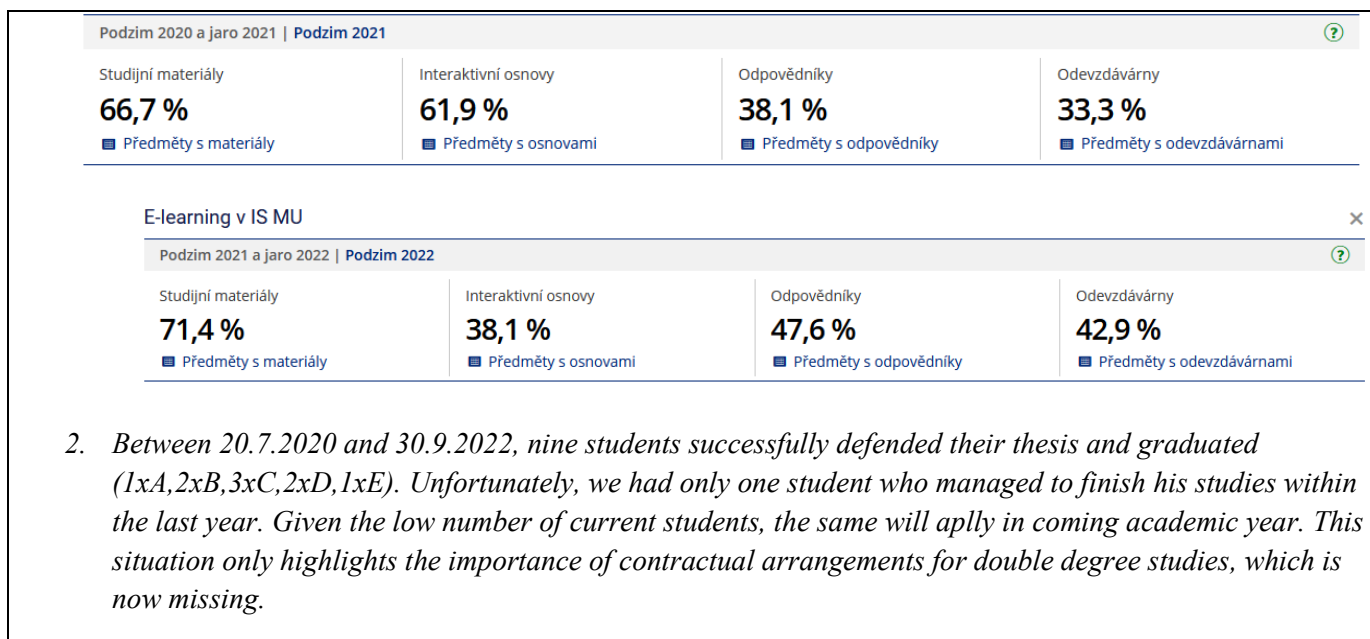 Podzim 2020 a jaro 2021 | Podzim 2021 ?
Studijní materiály Interaktivní osnovy Odpovědníky Odevzdávárny
66,7 % 61,9 % 38,1 % 33,3 %
Předměty s materiály Předměty s osnovami Předměty s odpovědníky Předměty s odevzdávárnami
E-learning v IS MU ×
Podzim 2021 a jaro 2022 | Podzim 2022 ?
Studijní materiály Interaktivní osnovy Odpovědníky Odevzdávárny
71,4 % 38,1 % 47,6 % 42,9 %
Předměty s materiály Předměty s osnovami Předměty s odpovědníky Předměty s odevzdávárnami
2. Between 20.7.2020 and 30.9.2022, nine students successfully defended their thesis and graduated
(1xA,2xB,3xC,2xD,1xE). Unfortunately, we had only one student who managed to finish his studies within
the last year. Given the low number of current students, the same will aplly in coming academic year. This
situation only highlights the importance of contractual arrangements for double degree studies, which is
now missing.